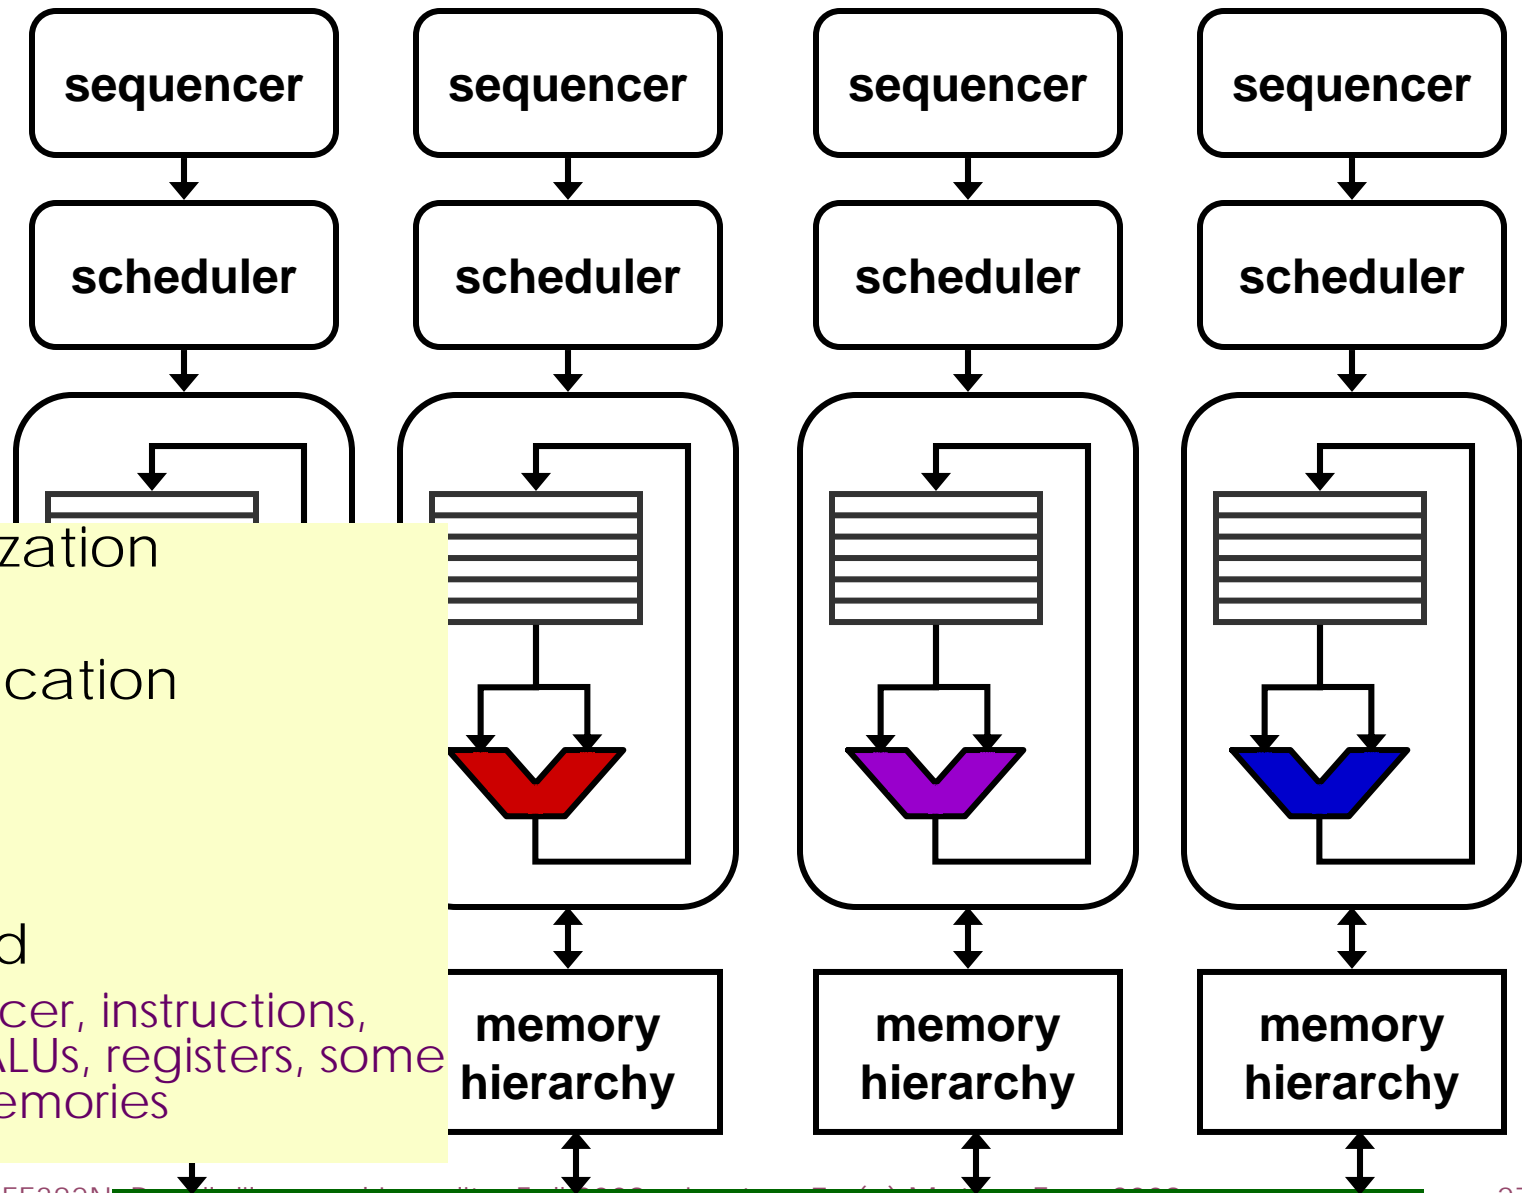 sequencer sequencer sequencer sequencer
scheduler scheduler scheduler scheduler
zation
cation
d
cer, instructions,
ALUs, registers, some
emories
memory hierarchy
memory hierarchy
memory hierarchy